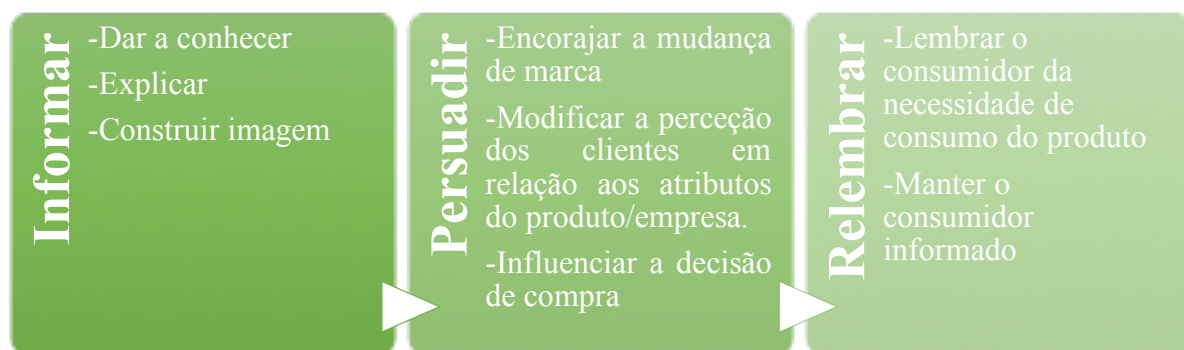 Informar
-Dar a conhecer
-Explicar
-Construir imagem
Persuadir
-Encorajar a mudança
de marca
-Modificar a perceção
dos clientes em
relação aos atributos
do produto/empresa.
-Influenciar a decisão
de compra
Relembrar
-Lembrar o
consumidor da
necessidade de
consumo do produto
-Manter o
consumidor
informado